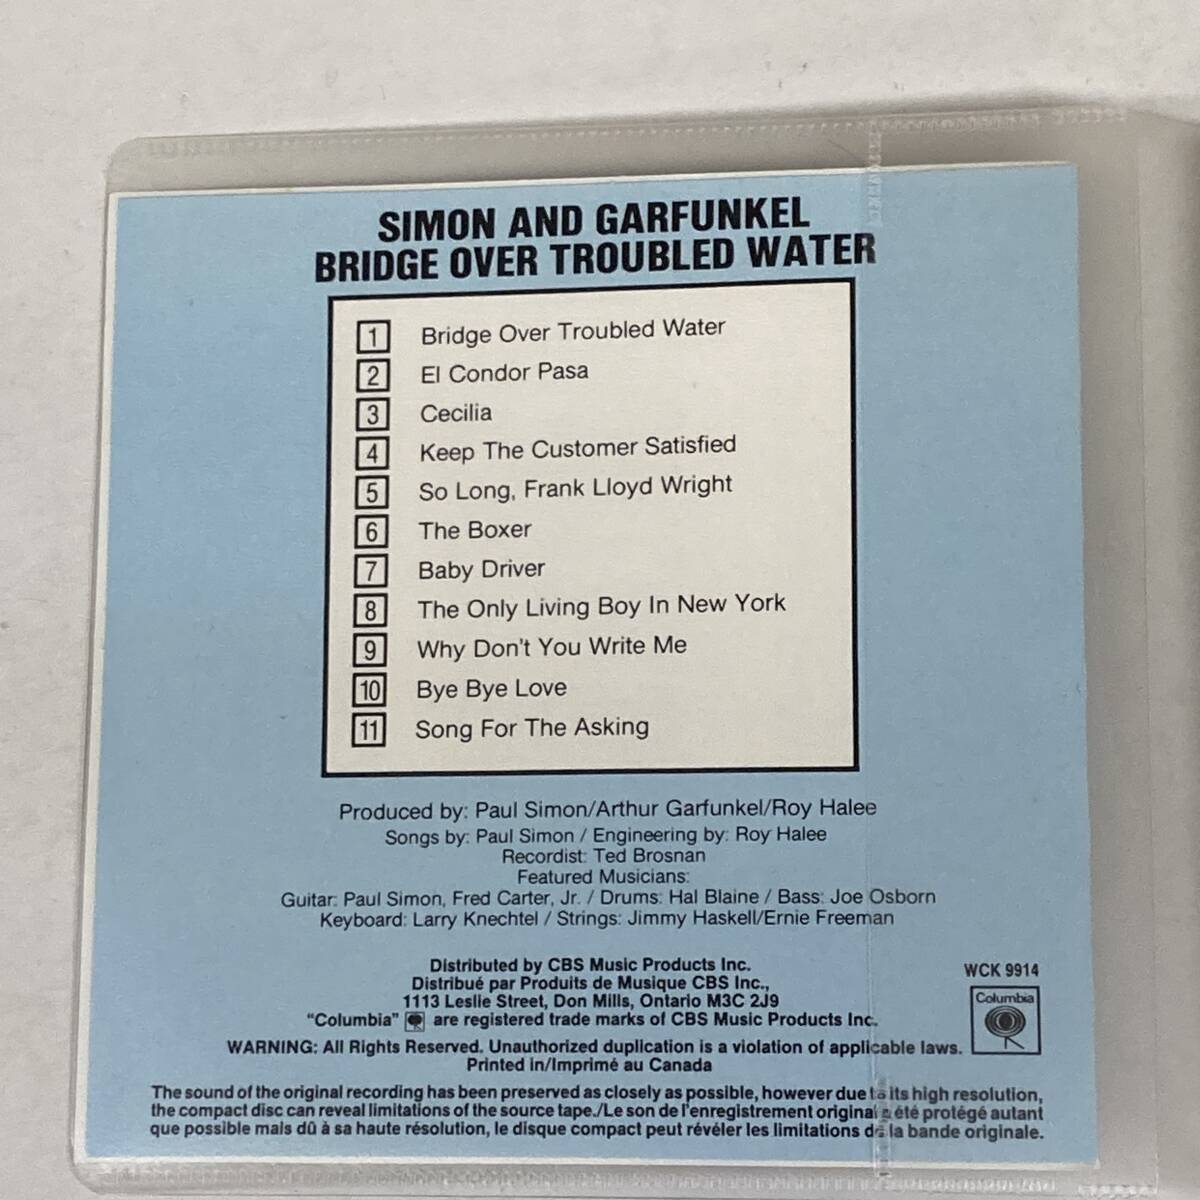 SIMON AND GARFUNKEL
BRIDGE OVER TROUBLED WATER
1 Bridge Over Troubled Water
2 El Condor Pasa
3 Cecilia
4 Keep The Customer Satisfied
5 So Long, Frank Lloyd Wright
6 The Boxer
7 Baby Driver
8 The Only Living Boy In New York
9 Why Don't You Write Me
10 Bye Bye Love
11 Song For The Asking
Produced by: Paul Simon/Arthur Garfunkel/Roy Halee
Songs by: Paul Simon / Engineering by: Roy Halee
Recordist: Ted Brosnan
Featured Musicians:
Guitar: Paul Simon, Fred Carter, Jr. / Drums: Hal Blaine / Bass: Joe Osborn
Keyboard: Larry Knechtel / Strings: Jimmy Haskell/Ernie Freeman
Distributed by CBS Music Products Inc.
Distribué par Produits de Musique CBS Inc.,
1113 Leslie Street, Don Mills, Ontario M3C 2J9
"Columbia" are registered trade marks of CBS Music Products Inc.
WCK 9914
Columbia
WARNING: All Rights Reserved. Unauthorized duplication is a violation of applicable laws.
Printed in/Imprimé au Canada
The sound of the original recording has been preserved as closely as possible, however due to its high resolution,
the compact disc can reveal limitations of the source tape./Le son de l'enregistrement original a été protégé autant
que possible mais dû à sa haute résolution, le disque compact peut révéler les limitations de la bande originale.